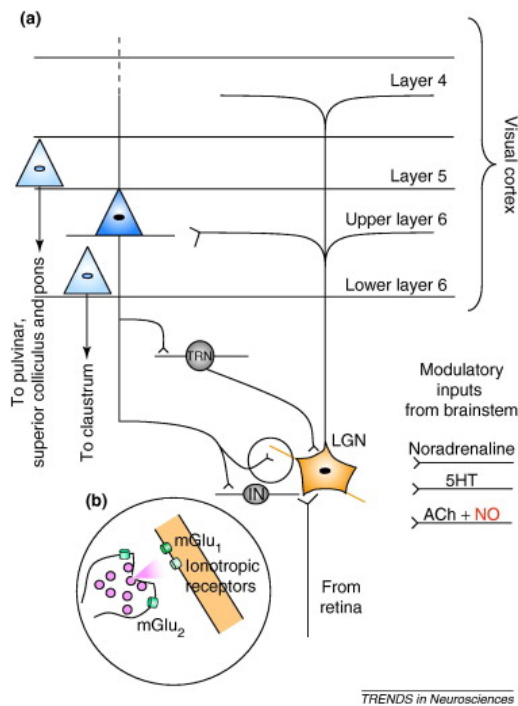 (a)
Layer 4
Layer 5
Upper layer 6
Lower layer 6
Visual cortex
To pulvinar,
superior colliculus and pons
To claustrum
TRN
LGN
IN
Modulatory
inputs
from brainstem
Noradrenaline
5HT
ACh + NO
(b)
mGlu1
Ionotropic
receptors
mGlu2
From
retina
TRENDS in Neurosciences